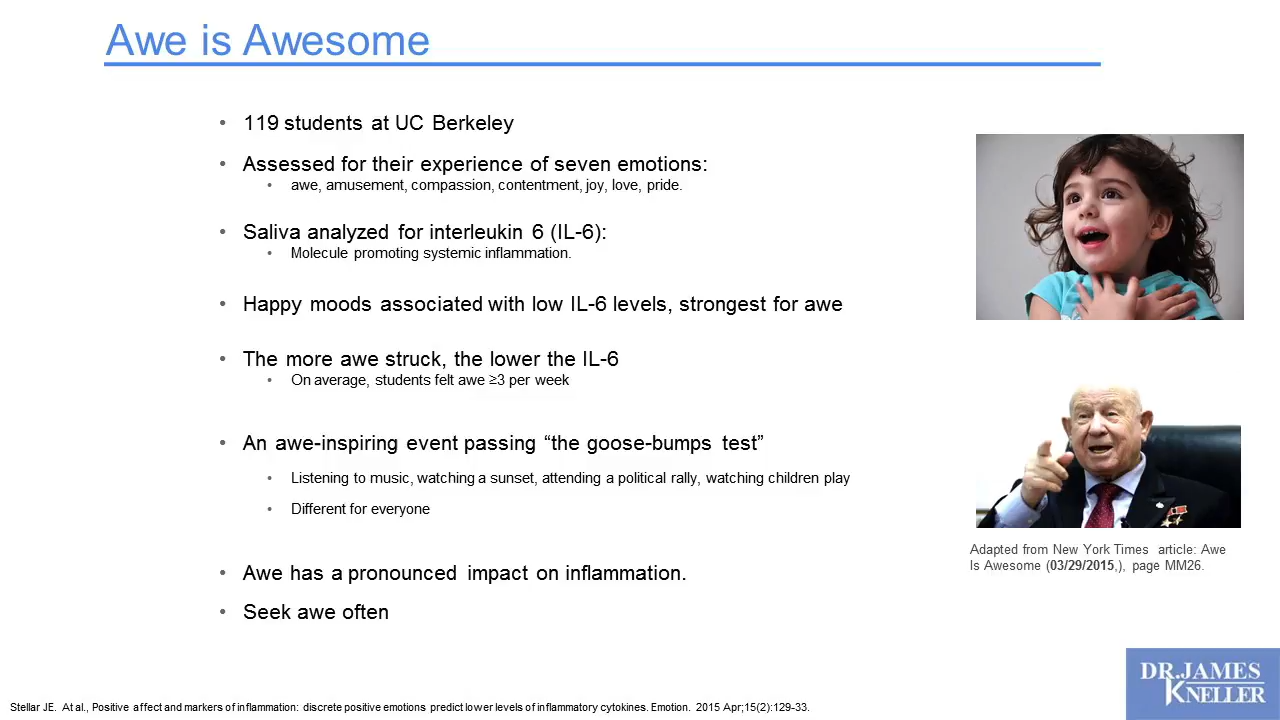 Awe is Awesome
• 119 students at UC Berkeley
• Assessed for their experience of seven emotions:
• awe, amusement, compassion, contentment, joy, love, pride.
• Saliva analyzed for interleukin 6 (IL-6):
• Molecule promoting systemic inflammation.
• Happy moods associated with low IL-6 levels, strongest for awe
• The more awe struck, the lower the IL-6
• On average, students felt awe ≥3 per week
• An awe-inspiring event passing “the goose-bumps test”
• Listening to music, watching a sunset, attending a political rally, watching children play
• Different for everyone
• Awe has a pronounced impact on inflammation.
• Seek awe often
Adapted from New York Times article: Awe
Is Awesome (03/29/2015,), page MM26.
DR.JAMES
KNELLER
Stellar JE. At al., Positive affect and markers of inflammation: discrete positive emotions predict lower levels of inflammatory cytokines. Emotion. 2015 Apr;15(2):129-33.